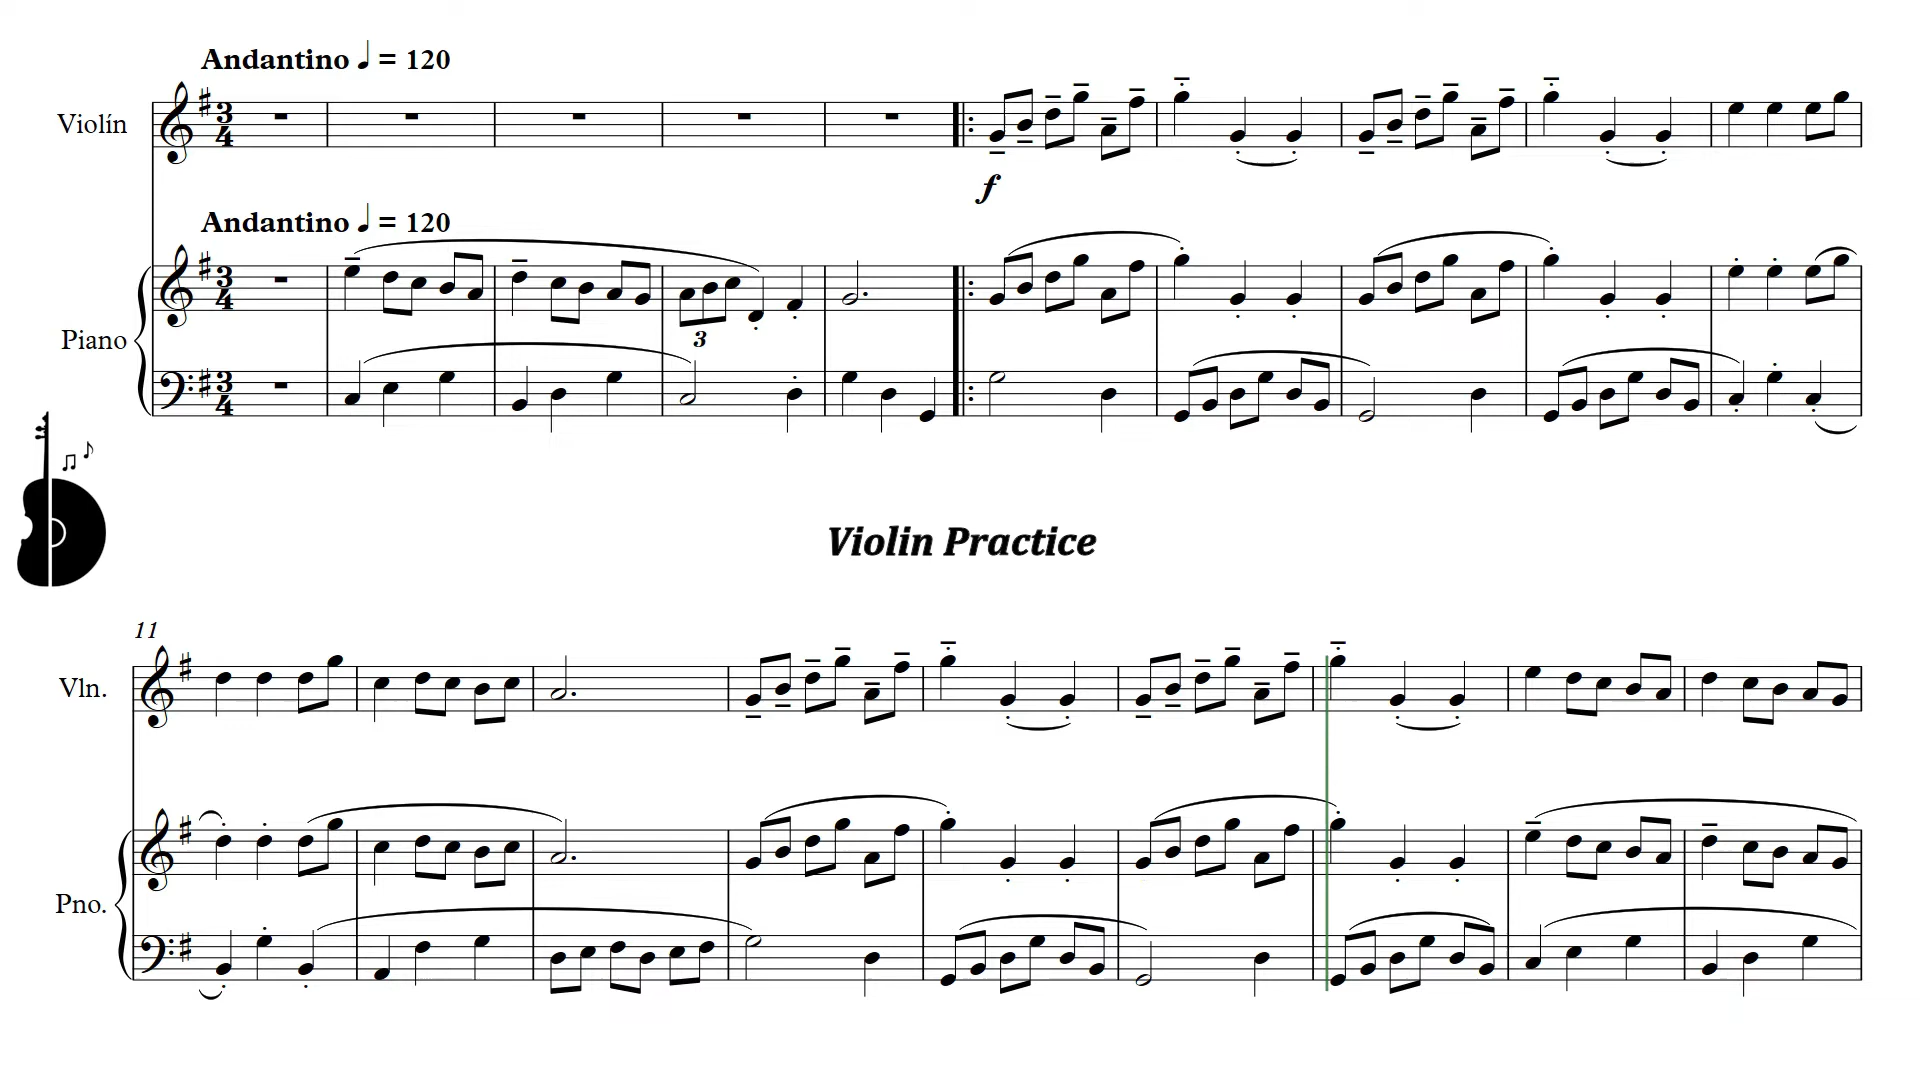 Andantino ♩ = 120
Violín
f
Andantino ♩ = 120
Piano
3
Violin Practice
11
Vln.
Pno.